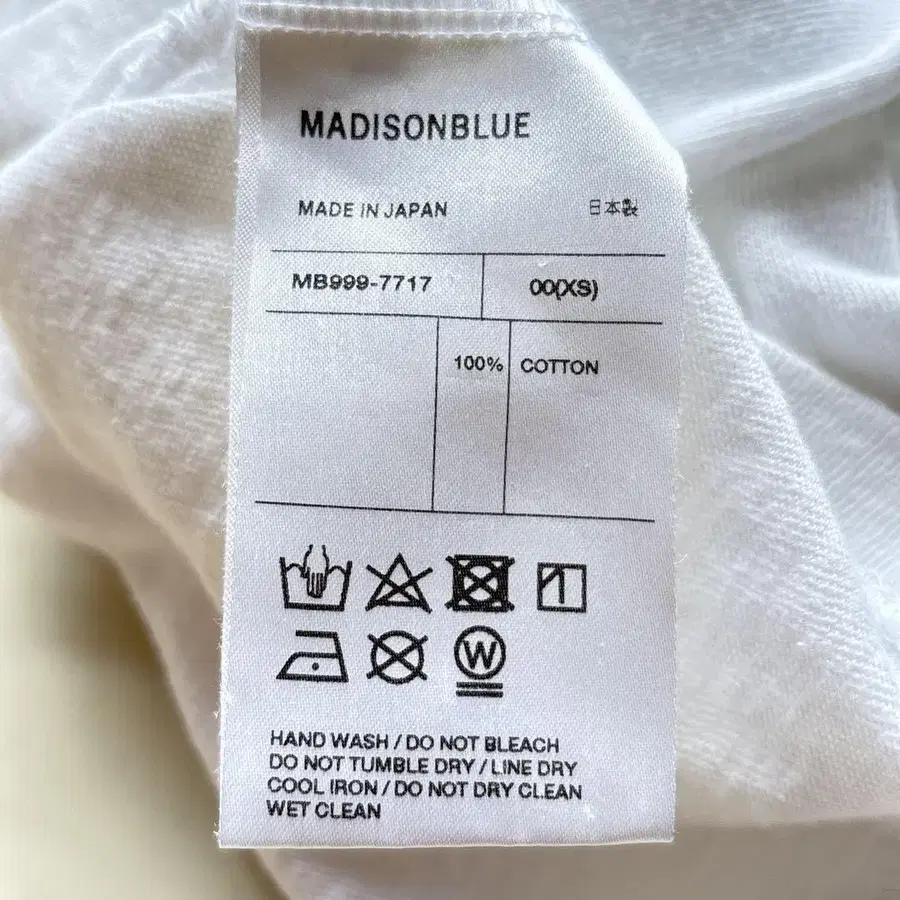 MADISONBLUE
MADE IN JAPAN 日本製
MB999-7717 00(XS)
100% COTTON
W
HAND WASH / DO NOT BLEACH
DO NOT TUMBLE DRY / LINE DRY
COOL IRON / DO NOT DRY CLEAN
WET CLEAN